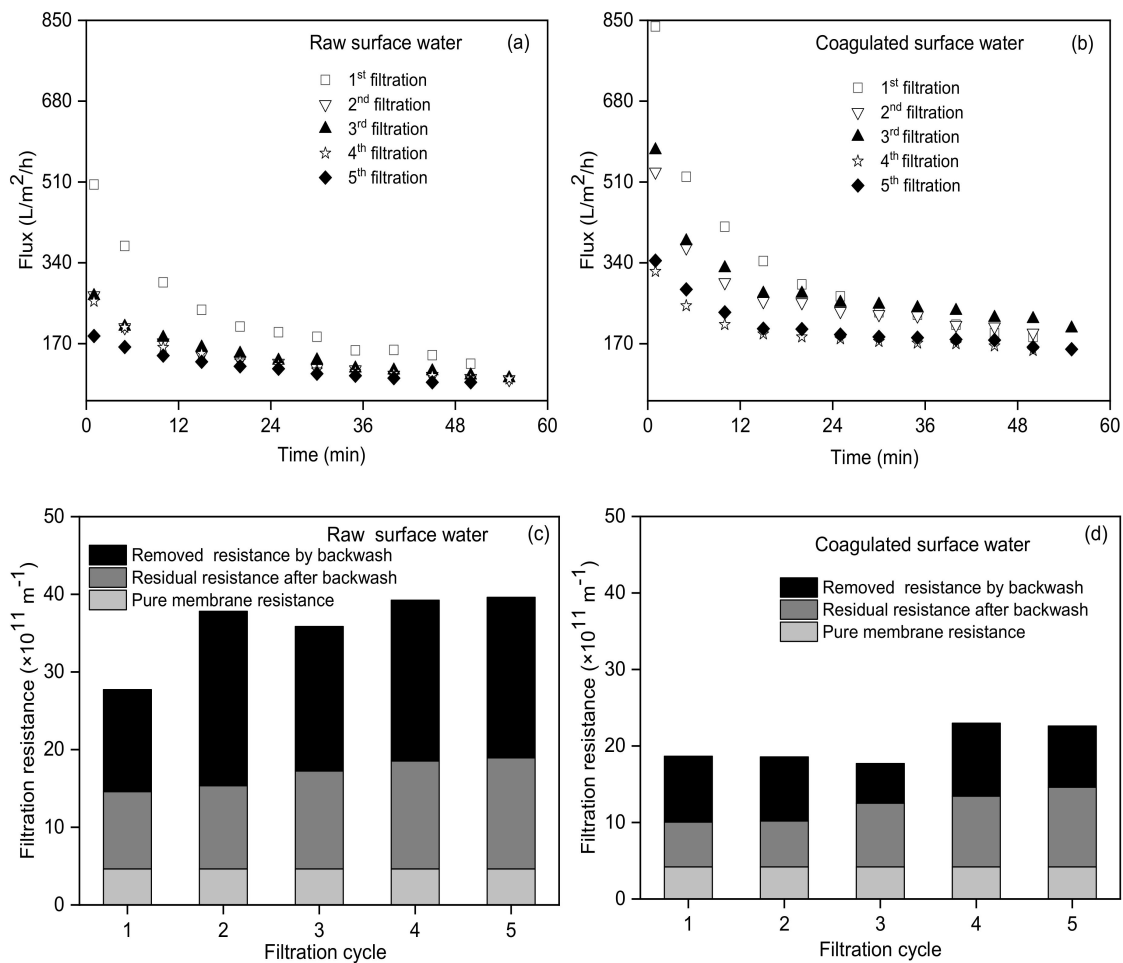 Raw surface water (a)
1st filtration
2nd filtration
3rd filtration
4th filtration
5th filtration
850
680
510
340
170
Flux (L/m2/h)
0 12 24 36 48 60
Time (min)
Coagulated surface water (b)
1st filtration
2nd filtration
3rd filtration
4th filtration
5th filtration
850
680
510
340
170
Flux (L/m2/h)
0 12 24 36 48 60
Time (min)
Raw surface water (c)
Removed resistance by backwash
Residual resistance after backwash
Pure membrane resistance
50
40
30
20
10
0
Filtration resistance (×10^11 m^-1)
1 2 3 4 5
Filtration cycle
Coagulated surface water (d)
Removed resistance by backwash
Residual resistance after backwash
Pure membrane resistance
50
40
30
20
10
0
Filtration resistance (×10^11 m^-1)
1 2 3 4 5
Filtration cycle